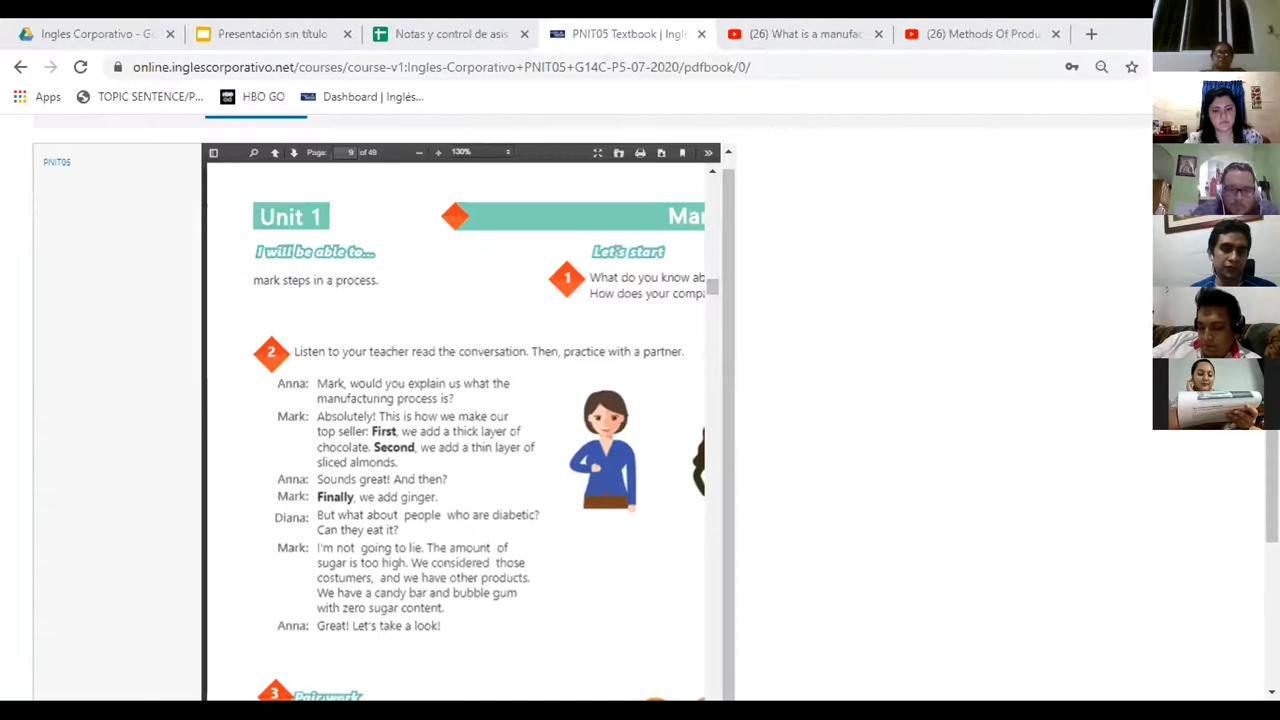 Ingles Corporativo - G
Presentación sin título
Notas y control de asis
PNIT05 Textbook | Ingl
(26) What is a manufac
(26) Methods Of Produ
online.inglescorporativo.net/courses/course-v1:Ingles-Corporativo+PNIT05+G14C-P5-07-2020/pdfbook/0/
Apps
TOPIC SENTENCE/P...
HBO GO
Dashboard | Inglés...
PNIT05
Page: 9 of 49
130%
Unit 1
Mar
I will be able to...
Let's start
mark steps in a process.
1
What do you know ab
How does your compa
2
Listen to your teacher read the conversation. Then, practice with a partner.
Anna: Mark, would you explain us what the
manufacturing process is?
Mark: Absolutely! This is how we make our
top seller: First, we add a thick layer of
chocolate. Second, we add a thin layer of
sliced almonds.
Anna: Sounds great! And then?
Mark: Finally, we add ginger.
Diana: But what about people who are diabetic?
Can they eat it?
Mark: I'm not going to lie. The amount of
sugar is too high. We considered those
costumers, and we have other products.
We have a candy bar and bubble gum
with zero sugar content.
Anna: Great! Let's take a look!
3
Pair work